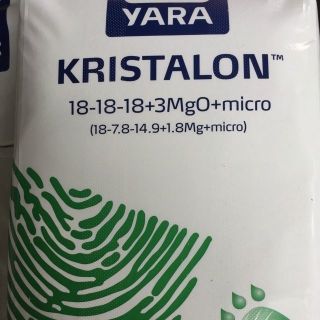 YARA
KRISTALON™
18-18-18+3MgO+micro
(18-7.8-14.9+1.8Mg+micro)